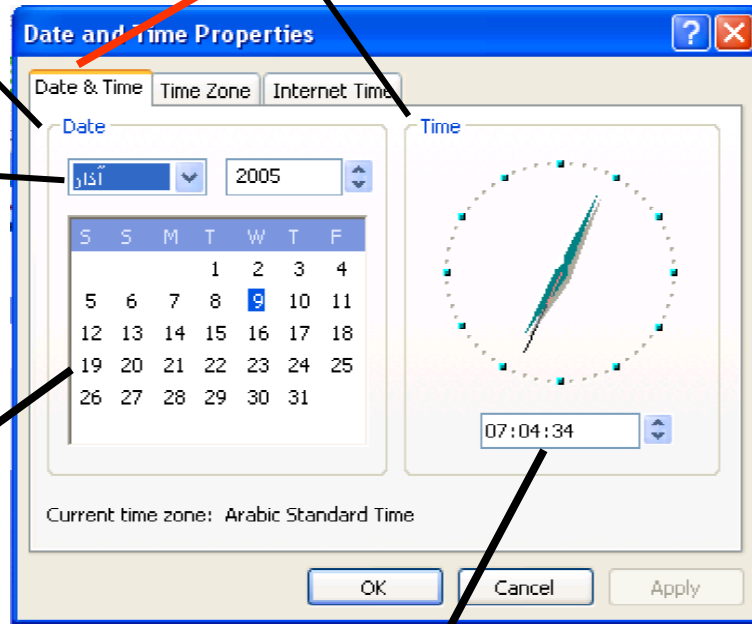 Date and Time Properties
Date & Time Time Zone Internet Time
Date
آذار 2005
S S M T W T F
1 2 3 4
5 6 7 8 9 10 11
12 13 14 15 16 17 18
19 20 21 22 23 24 25
26 27 28 29 30 31
Time
07:04:34
Current time zone: Arabic Standard Time
OK Cancel Apply